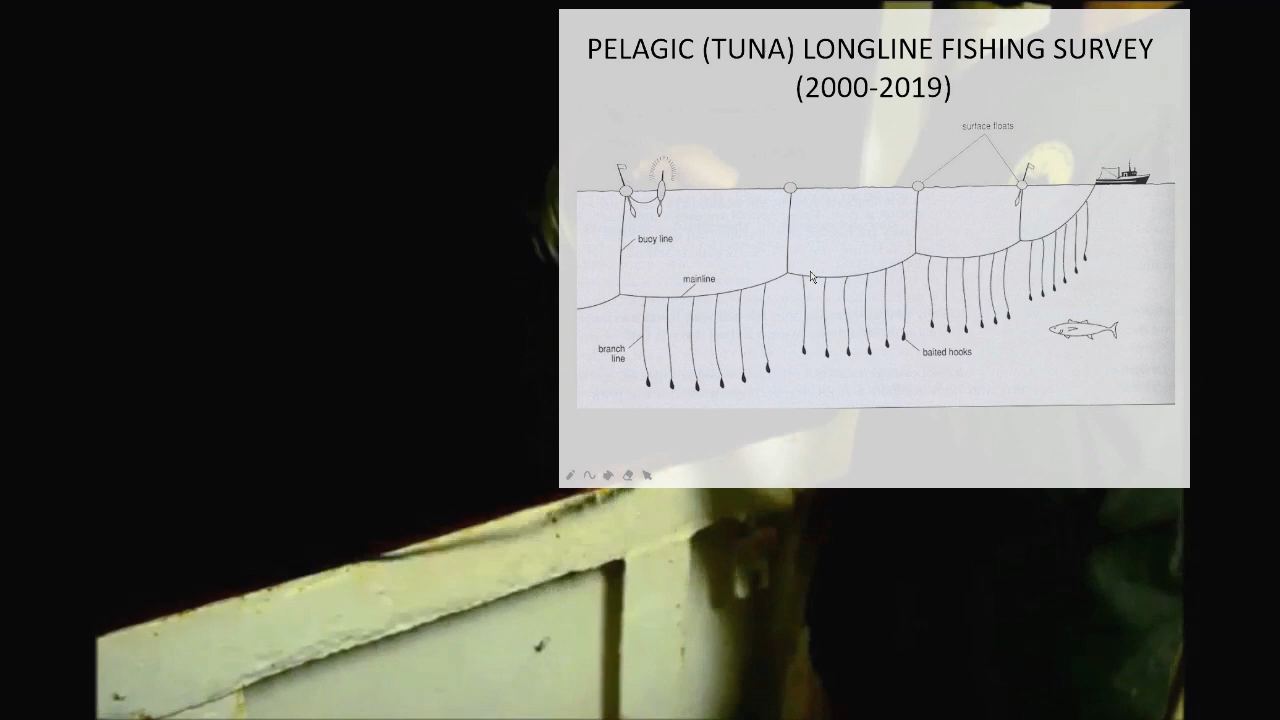 PELAGIC (TUNA) LONGLINE FISHING SURVEY
(2000-2019)
surface floats
buoy line
mainline
branch
line
baited hooks